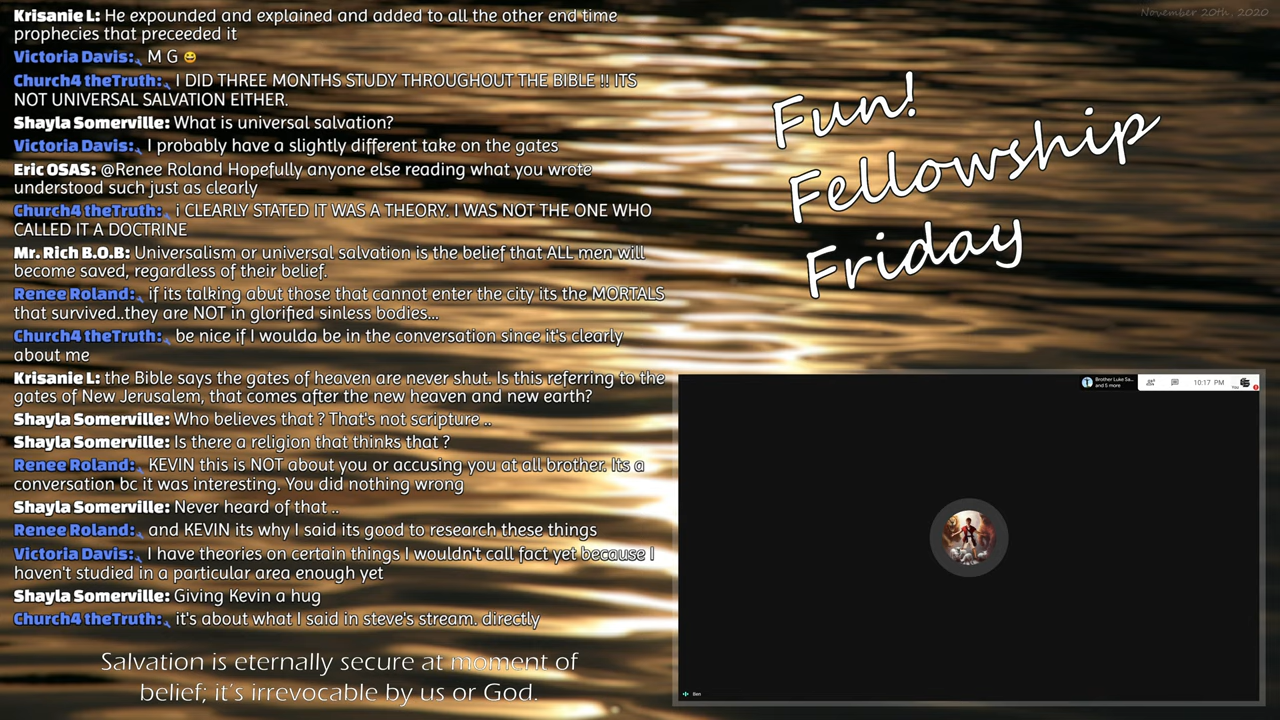 Krisanie L: He expounded and explained and added to all the other end time
prophecies that preceeded it
Victoria Davis: M G 😄
Church4 theTruth: I DID THREE MONTHS STUDY THROUGHOUT THE BIBLE !! ITS
NOT UNIVERSAL SALVATION EITHER.
Shayla Somerville: What is universal salvation?
Victoria Davis: I probably have a slightly different take on the gates
Eric OSAS: @Renee Roland Hopefully anyone else reading what you wrote
understood such just as clearly
Church4 theTruth: i CLEARLY STATED IT WAS A THEORY. I WAS NOT THE ONE WHO
CALLED IT A DOCTRINE
Mr. Rich B.O.B: Universalism or universal salvation is the belief that ALL men will
become saved, regardless of their belief.
Renee Roland: if its talking abut those that cannot enter the city its the MORTALS
that survived..they are NOT in glorified sinless bodies...
Church4 theTruth: be nice if I woulda be in the conversation since it's clearly
about me
Krisanie L: the Bible says the gates of heaven are never shut. Is this referring to the
gates of New Jerusalem, that comes after the new heaven and new earth?
Shayla Somerville: Who believes that ? That's not scripture ..
Shayla Somerville: Is there a religion that thinks that ?
Renee Roland: KEVIN this is NOT about you or accusing you at all brother. Its a
conversation bc it was interesting. You did nothing wrong
Shayla Somerville: Never heard of that ..
Renee Roland: and KEVIN its why I said its good to research these things
Victoria Davis: I have theories on certain things I wouldn't call fact yet because I
haven't studied in a particular area enough yet
Shayla Somerville: Giving Kevin a hug
Church4 theTruth: it's about what I said in steve's stream. directly
Salvation is eternally secure at moment of
belief; it's irrevocable by us or God.
November 20th, 2020
Fun!
Fellowship
Friday
Brother Luke Sa...
and 5 more
10:17 PM
You
Ben